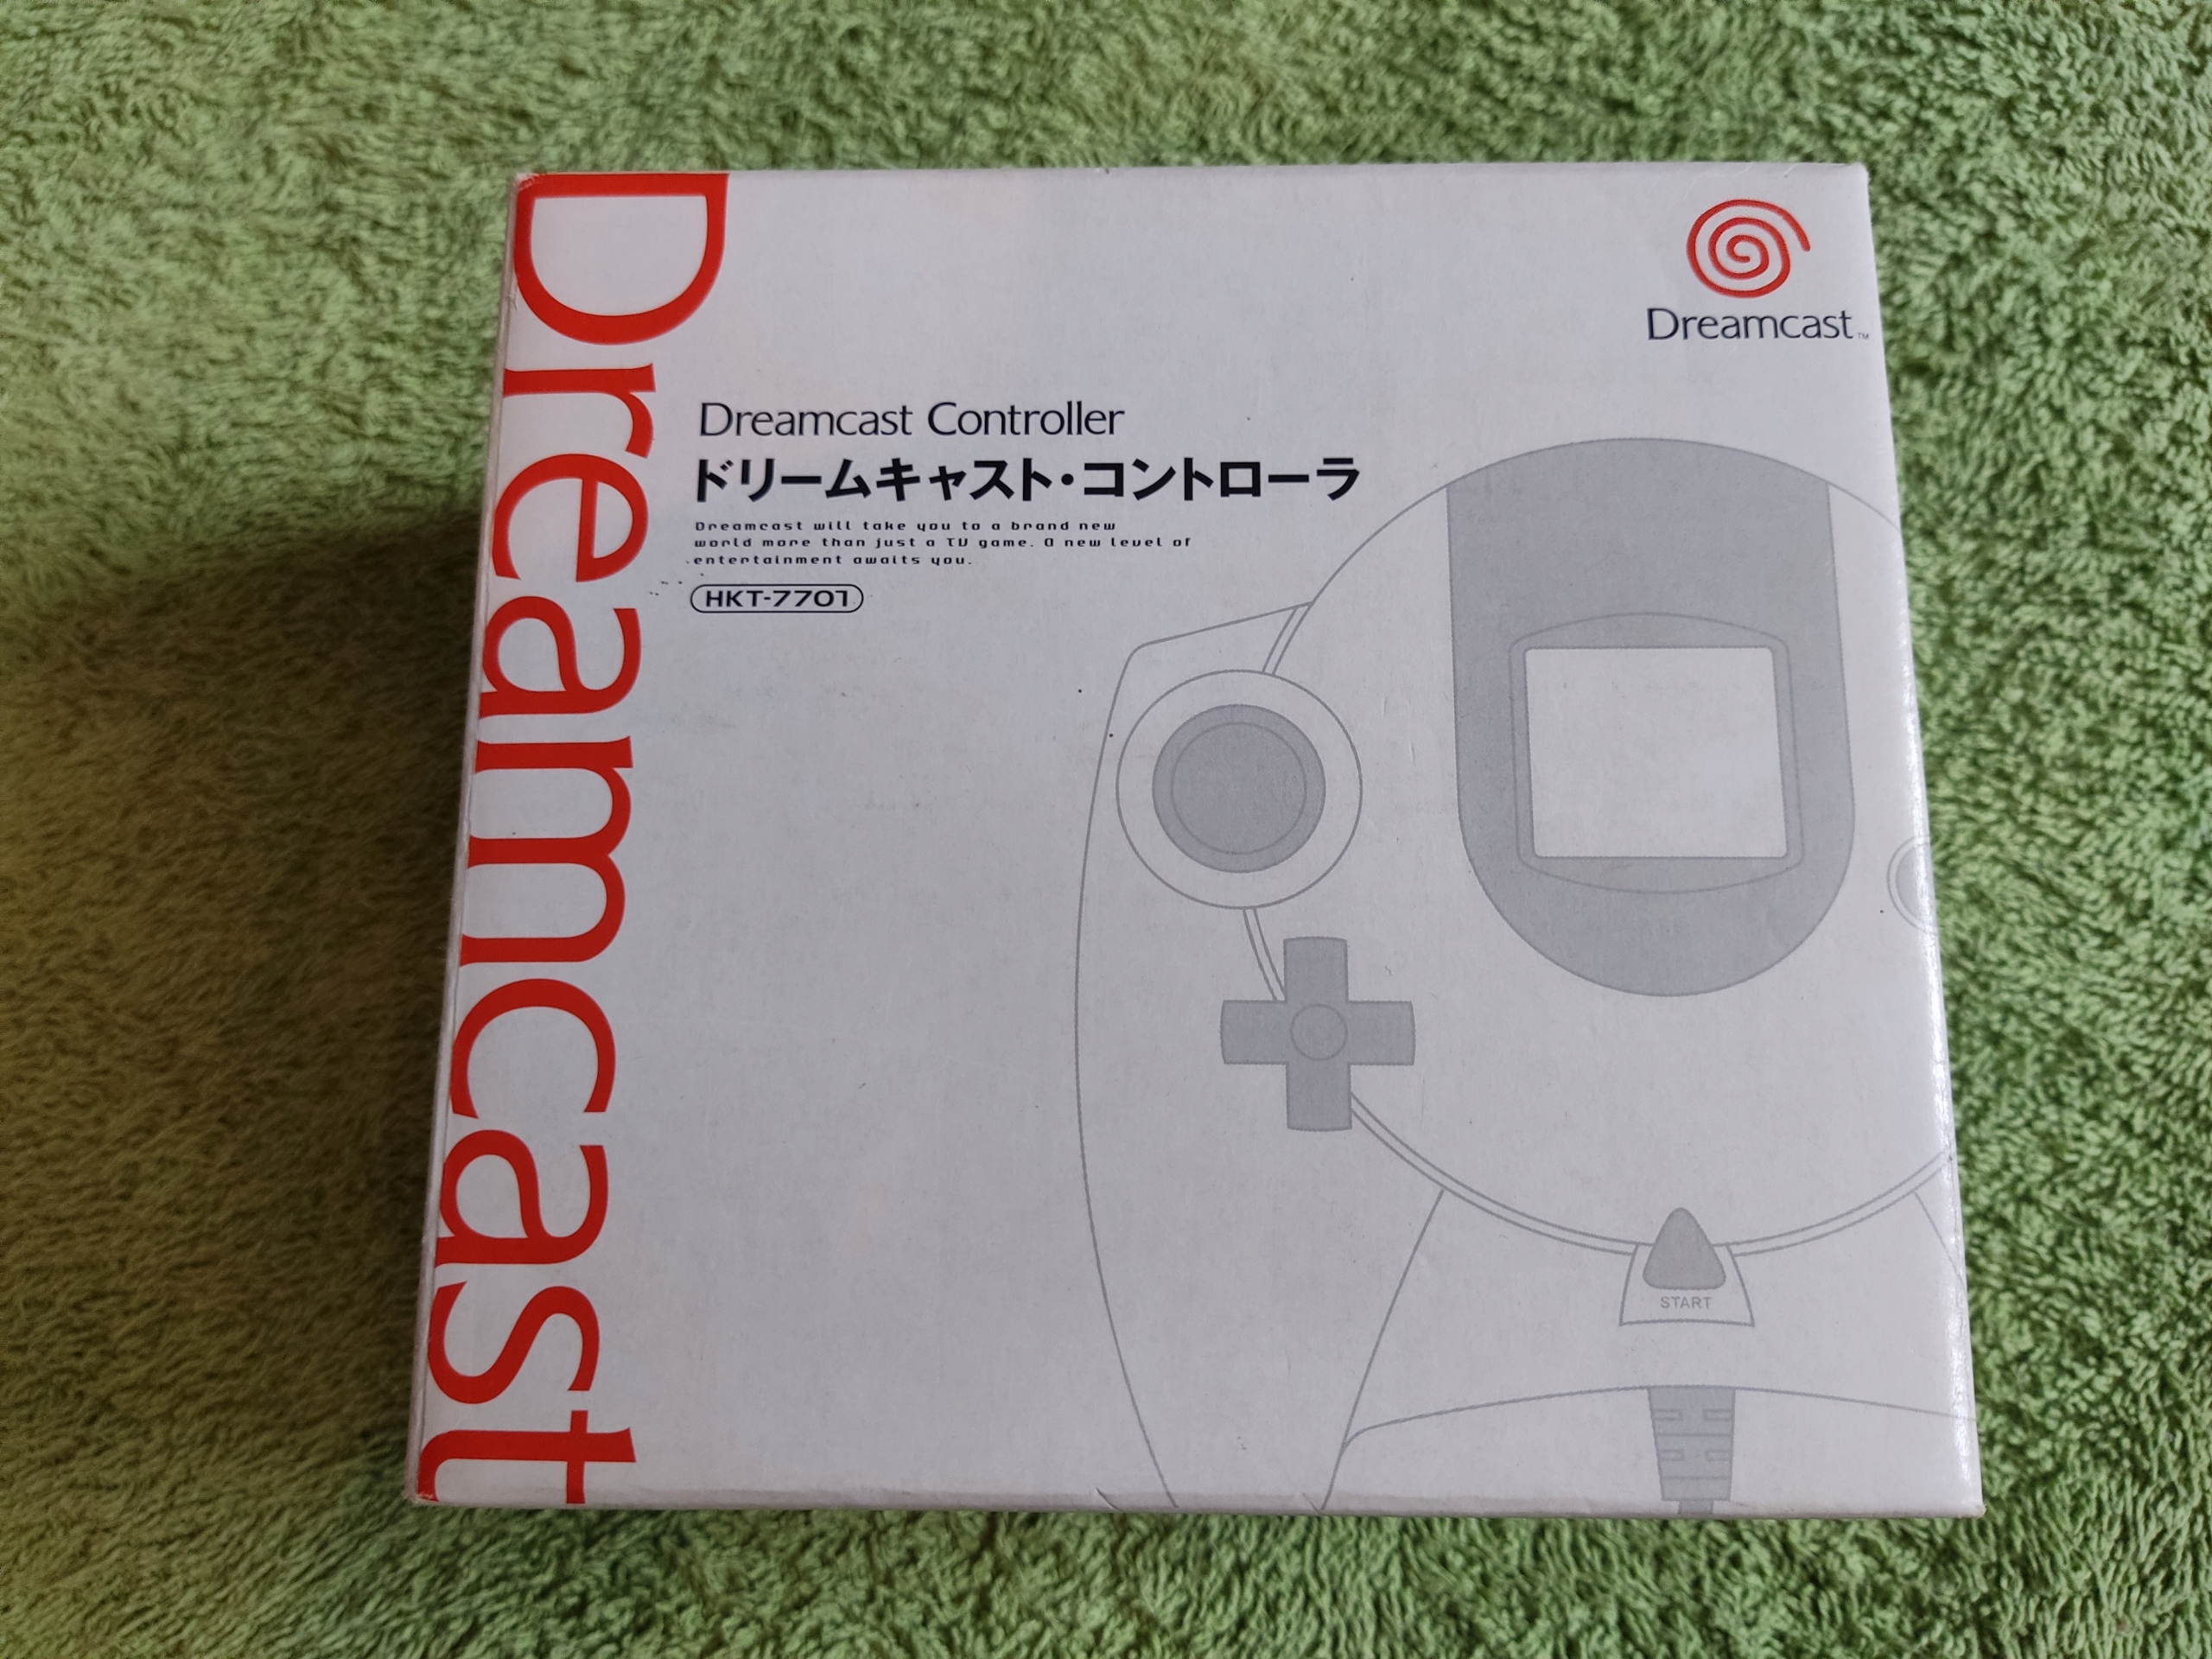 Dreamcast
Dreamcast™
Dreamcast Controller
ドリームキャスト・コントローラ
Dreamcast will take you to a brand new
world more than just a TV game. A new level of
entertainment awaits you.
HKT-7701
START